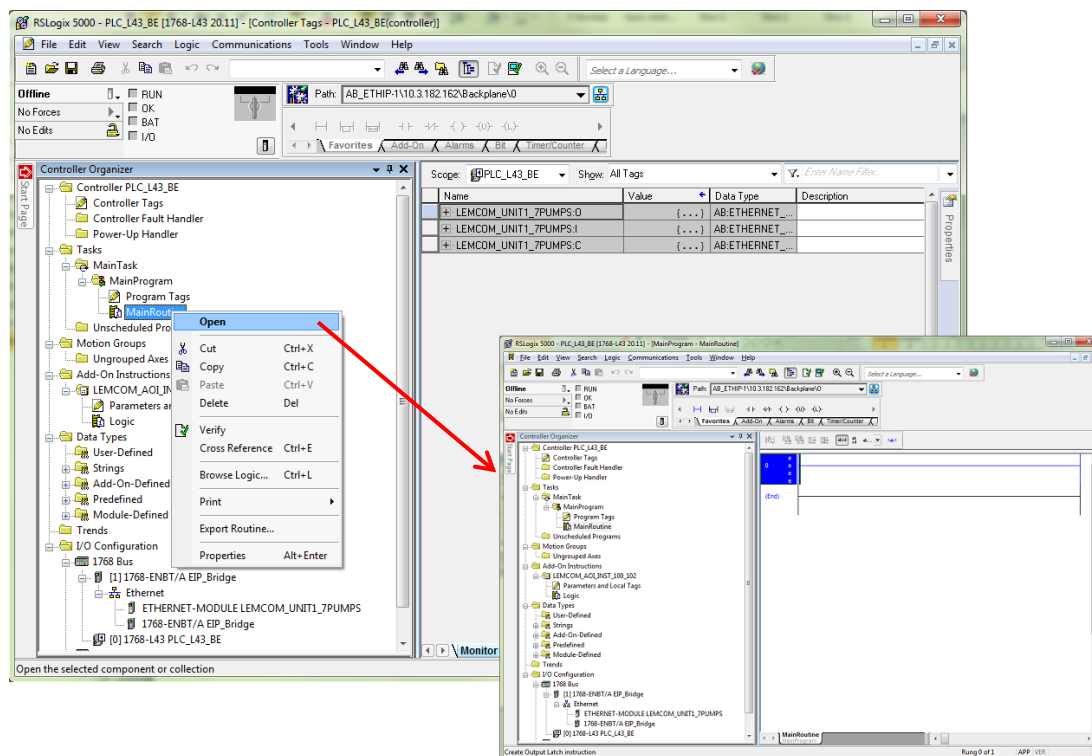 RSLogix 5000 - PLC_L43_BE [1768-L43 20.11] - [Controller Tags - PLC_L43_BE(controller)]
File Edit View Search Logic Communications Tools Window Help
Select a Language...
Offline
RUN
No Forces
OK
No Edits
BAT
I/O
Path: AB_ETHIP-1\10.3.182.162\Backplane\0
Favorites Add-On Alarms Bit Timer/Counter
Start Page
Controller Organizer
Controller PLC_L43_BE
Controller Tags
Controller Fault Handler
Power-Up Handler
Tasks
MainTask
MainProgram
Program Tags
MainRouti
Unscheduled Pro
Motion Groups
Ungrouped Axes
Add-On Instructions
LEMCOM_AOI_IN
Parameters ar
Logic
Data Types
User-Defined
Strings
Add-On-Defined
Predefined
Module-Defined
Trends
I/O Configuration
1768 Bus
[1] 1768-ENBT/A EIP_Bridge
Ethernet
ETHERNET-MODULE LEMCOM_UNIT1_7PUMPS
1768-ENBT/A EIP_Bridge
[0] 1768-L43 PLC_L43_BE
Open
Cut Ctrl+X
Copy Ctrl+C
Paste Ctrl+V
Delete Del
Verify
Cross Reference Ctrl+E
Browse Logic... Ctrl+L
Print
Export Routine...
Properties Alt+Enter
Scope: PLC_L43_BE Show: All Tags Enter Name Filter...
Name Value Data Type Description
LEMCOM_UNIT1_7PUMPS:O {...} AB:ETHERNET_...
LEMCOM_UNIT1_7PUMPS:I {...} AB:ETHERNET_...
LEMCOM_UNIT1_7PUMPS:C {...} AB:ETHERNET_...
Properties
Monitor
Open the selected component or collection
RSLogix 5000 - PLC_L43_BE [1768-L43 20.11] - [MainProgram - MainRoutine]
File Edit View Search Logic Communications Tools Window Help
Select a Language...
Offline
RUN
No Forces
OK
No Edits
BAT
I/O
Path: AB_ETHIP-1\10.3.182.162\Backplane\0
Favorites Add-On Alarms Bit Timer/Counter
Start Page
Controller Organizer
Controller PLC_L43_BE
Controller Tags
Controller Fault Handler
Power-Up Handler
Tasks
MainTask
MainProgram
Program Tags
MainRoutine
Unscheduled Programs
Motion Groups
Ungrouped Axes
Add-On Instructions
LEMCOM_AOI_INST_100_102
Parameters and Local Tags
Logic
Data Types
User-Defined
Strings
Add-On-Defined
Predefined
Module-Defined
Trends
I/O Configuration
1768 Bus
[1] 1768-ENBT/A EIP_Bridge
Ethernet
ETHERNET-MODULE LEMCOM_UNIT1_7PUMPS
1768-ENBT/A EIP_Bridge
[0] 1768-L43 PLC_L43_BE
0
e
e
e
e
(End)
MainRoutine
MainProgram
Create Output Latch instruction
Rung 0 of 1 APP VER